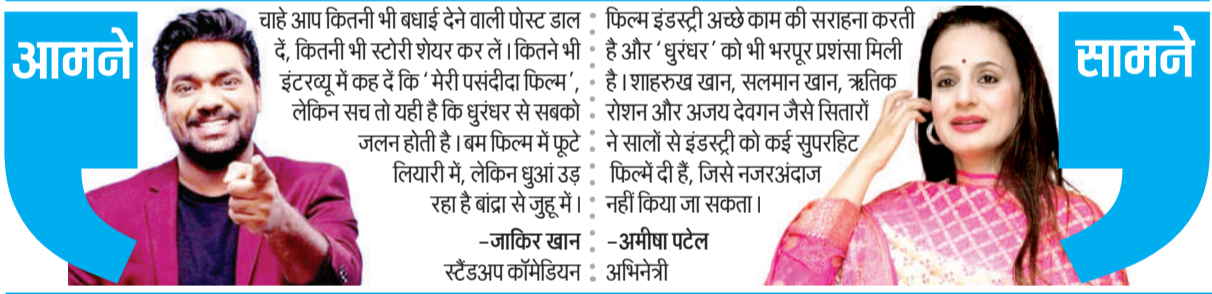 आमने
चाहे आप कितनी भी बधाई देने वाली पोस्ट डाल
दें, कितनी भी स्टोरी शेयर कर लें। कितने भी
इंटरव्यू में कह दें कि ‘मेरी पसंदीदा फिल्म’,
लेकिन सच तो यही है कि धुरंधर से सबको
जलन होती है। बम फिल्म में फूटे
लियारी में, लेकिन धुआं उड़
रहा है बांद्रा से जुहू में।
–जाकिर खान
स्टैंडअप कॉमेडियन
फिल्म इंडस्ट्री अच्छे काम की सराहना करती
है और ‘धुरंधर’ को भी भरपूर प्रशंसा मिली
है। शाहरुख खान, सलमान खान, ऋतिक
रोशन और अजय देवगन जैसे सितारों
ने सालों से इंडस्ट्री को कई सुपरहिट
फिल्में दी हैं, जिसे नजरअंदाज
नहीं किया जा सकता।
–अमीषा पटेल
अभिनेत्री
सामने